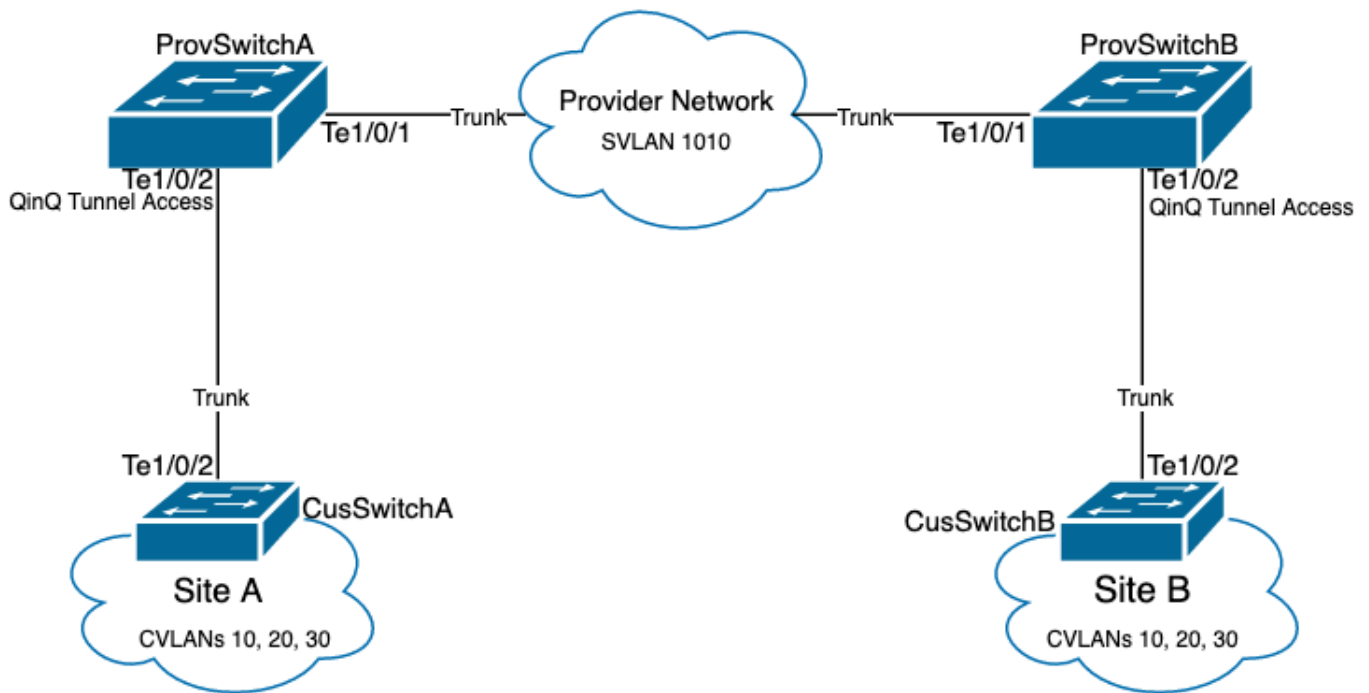 ProvSwitchA
ProvSwitchB
Provider Network
SVLAN 1010
Trunk
Trunk
Te1/0/1
Te1/0/1
Te1/0/2
QinQ Tunnel Access
Te1/0/2
QinQ Tunnel Access
Trunk
Trunk
Te1/0/2
Te1/0/2
CusSwitchA
CusSwitchB
Site A
CVLANs 10, 20, 30
Site B
CVLANs 10, 20, 30